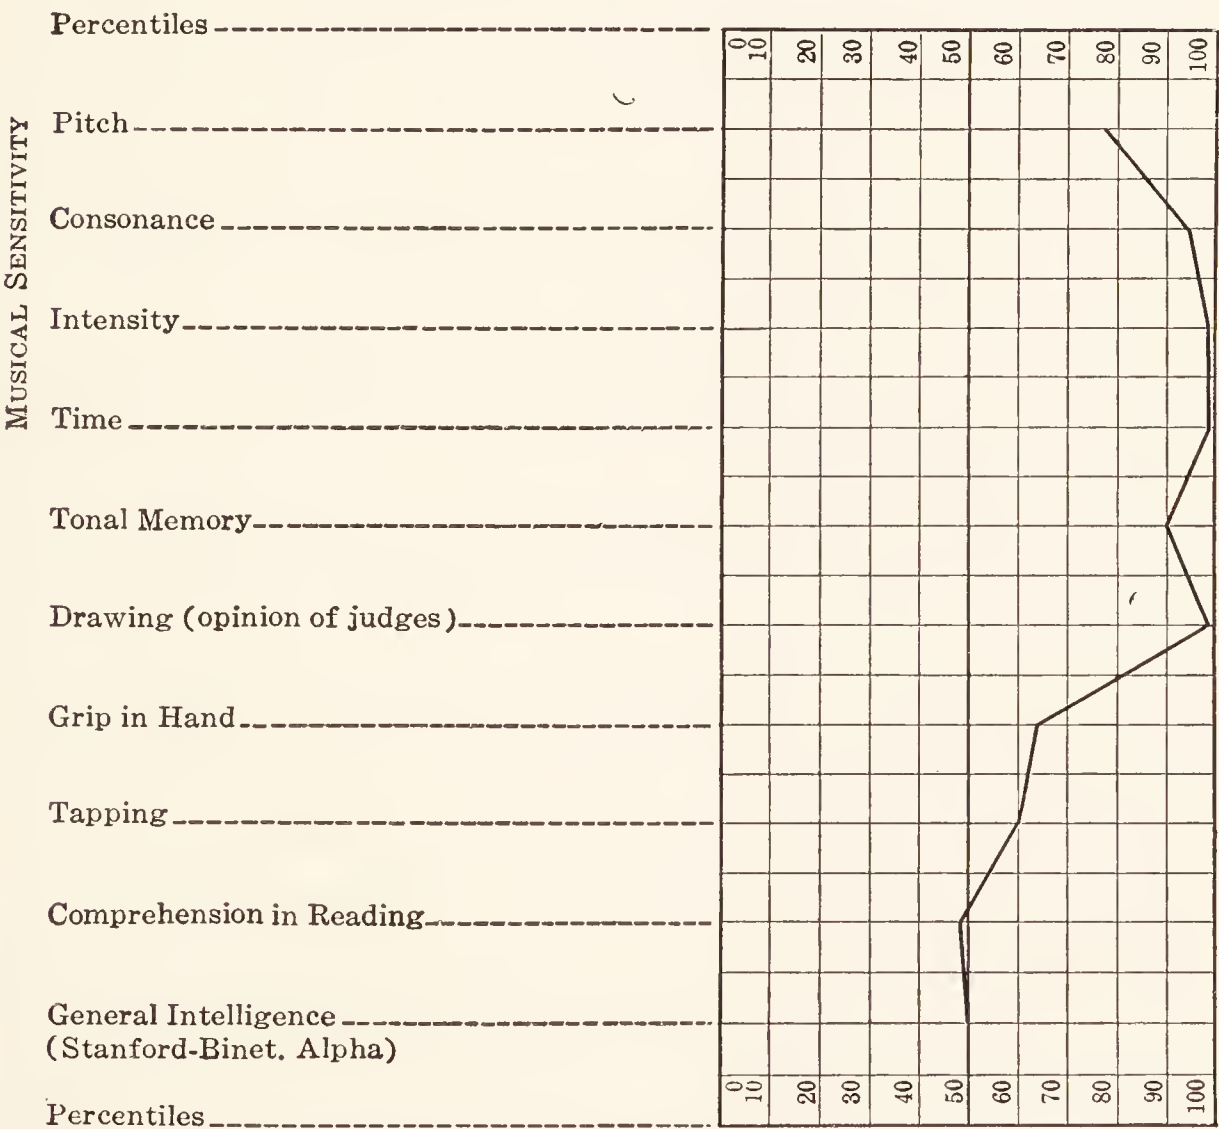 Percentiles
0 10 20 30 40 50 60 70 80 90 100
MUSICAL SENSITIVITY
Pitch
Consonance
Intensity
Time
Tonal Memory
Drawing (opinion of judges)
Grip in Hand
Tapping
Comprehension in Reading
General Intelligence
(Stanford-Binet. Alpha)
0 10 20 30 40 50 60 70 80 90 100
Percentiles